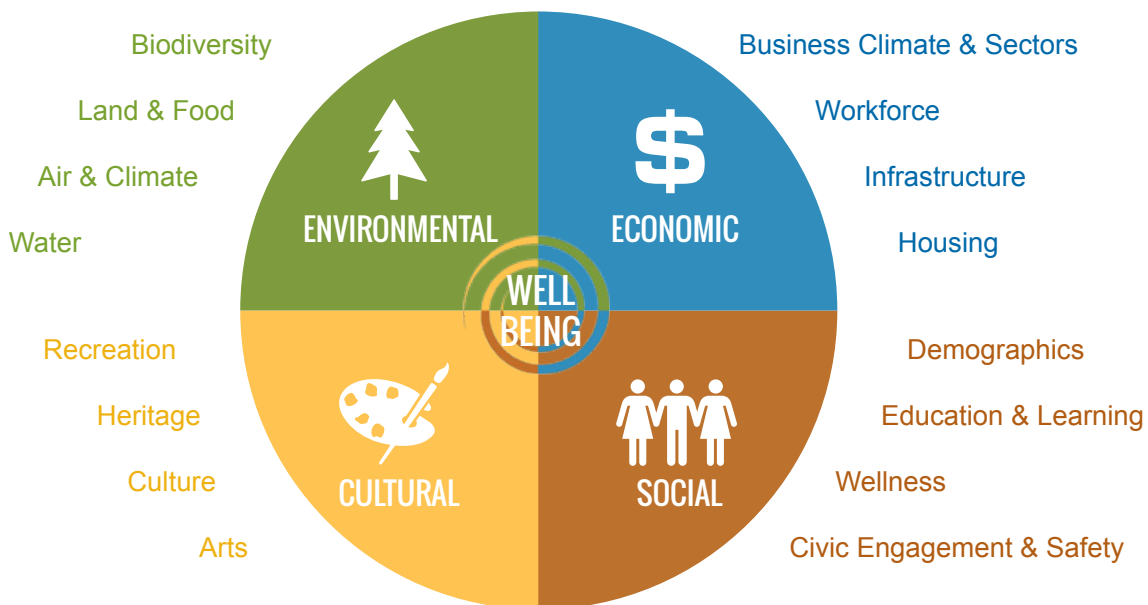 Biodiversity
Land & Food
Air & Climate
Water
ENVIRONMENTAL
Business Climate & Sectors
Workforce
Infrastructure
Housing
$
ECONOMIC
WELL
BEING
Recreation
Heritage
Culture
Arts
CULTURAL
Demographics
Education & Learning
Wellness
Civic Engagement & Safety
SOCIAL